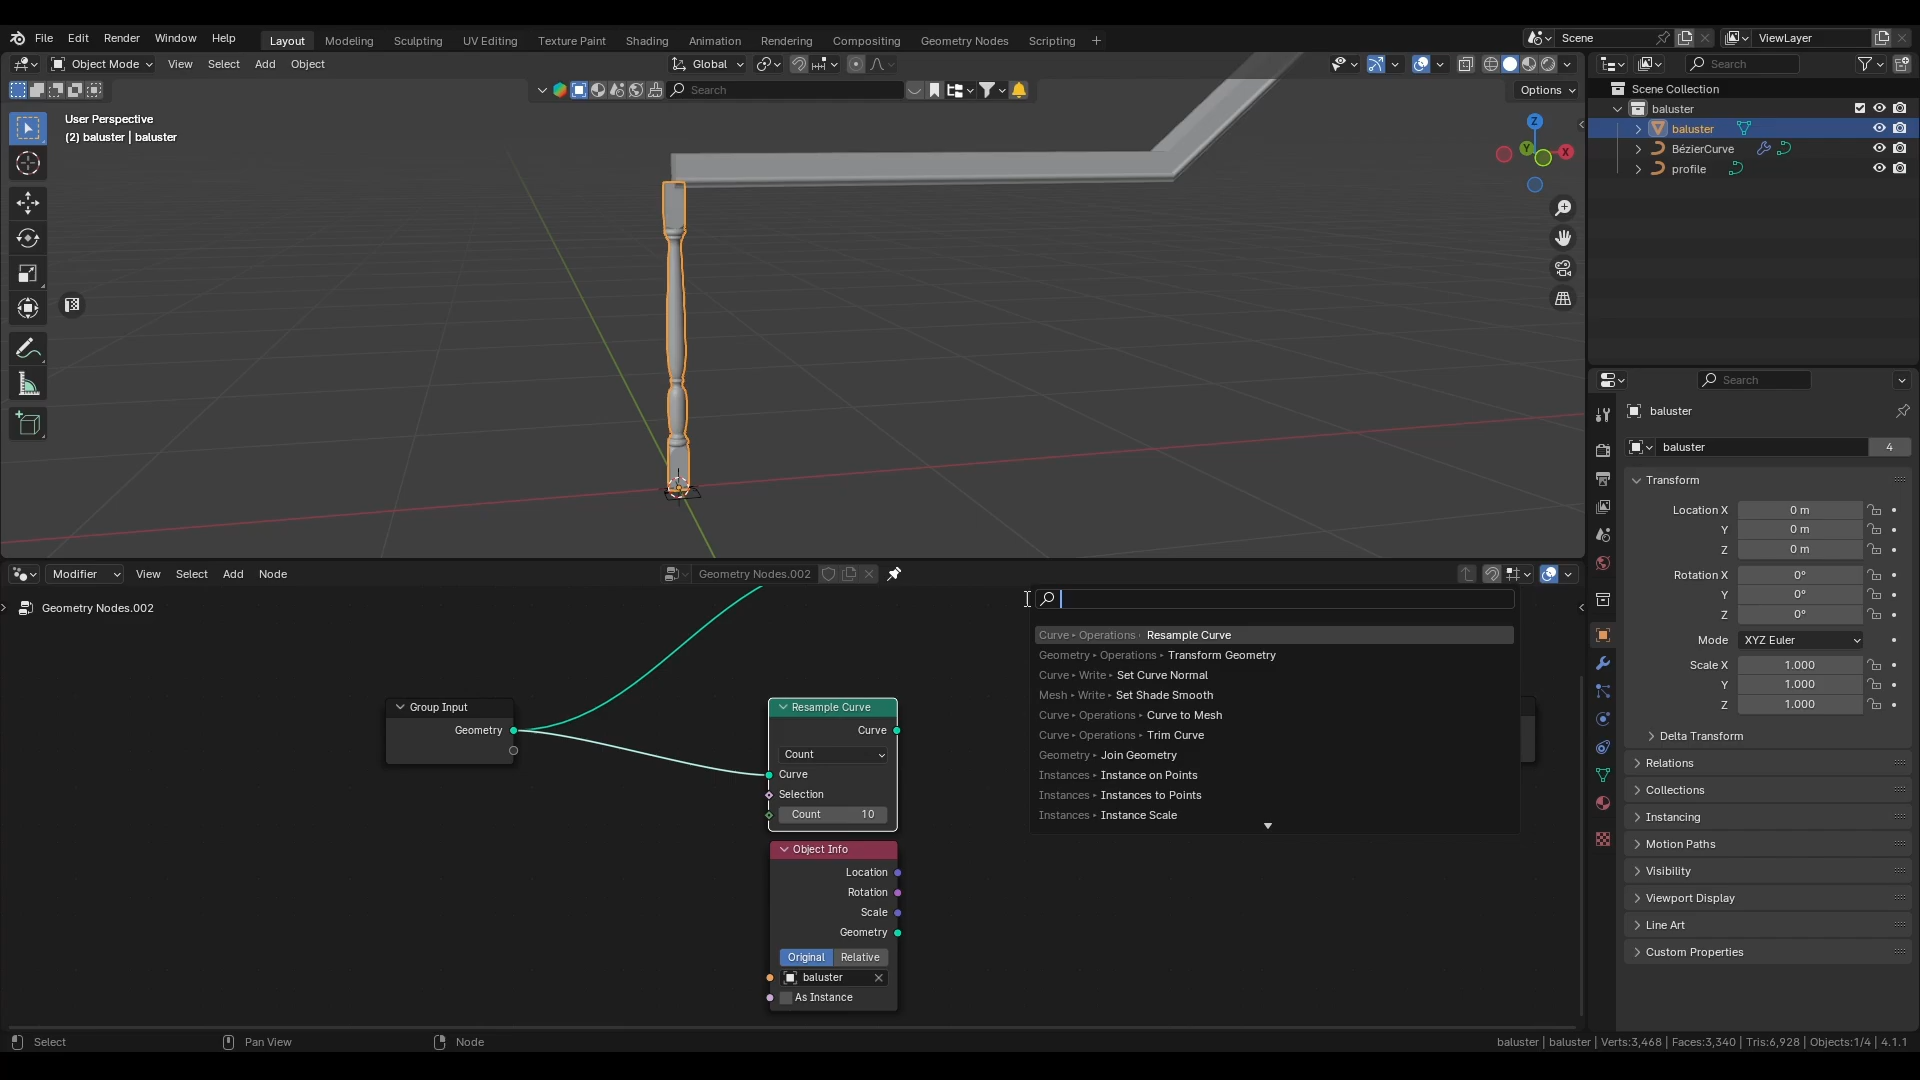 File Edit Render Window Help Layout Modeling Sculpting UV Editing Texture Paint Shading Animation Rendering Compositing Geometry Nodes Scripting + Scene ViewLayer
Object Mode View Select Add Object Global Search
Search Options
User Perspective
(2) baluster | baluster
Z
Y
X
Scene Collection
baluster
baluster
BézierCurve
profile
Search
baluster
baluster 4
Transform
Location X 0 m
Y 0 m
Z 0 m
Rotation X 0°
Y 0°
Z 0°
Mode XYZ Euler
Scale X 1.000
Y 1.000
Z 1.000
Delta Transform
Relations
Collections
Instancing
Motion Paths
Visibility
Viewport Display
Line Art
Custom Properties
Modifier View Select Add Node Geometry Nodes.002
Geometry Nodes.002
Group Input
Geometry
Resample Curve
Curve
Count
Curve
Selection
Count 10
Object Info
Location
Rotation
Scale
Geometry
Original Relative
baluster
As Instance
Curve ▸ Operations ▸ Resample Curve
Geometry ▸ Operations ▸ Transform Geometry
Curve ▸ Write ▸ Set Curve Normal
Mesh ▸ Write ▸ Set Shade Smooth
Curve ▸ Operations ▸ Curve to Mesh
Curve ▸ Operations ▸ Trim Curve
Geometry ▸ Join Geometry
Instances ▸ Instance on Points
Instances ▸ Instances to Points
Instances ▸ Instance Scale
Select Pan View Node baluster | baluster | Verts:3,468 | Faces:3,340 | Tris:6,928 | Objects:1/4 | 4.1.1